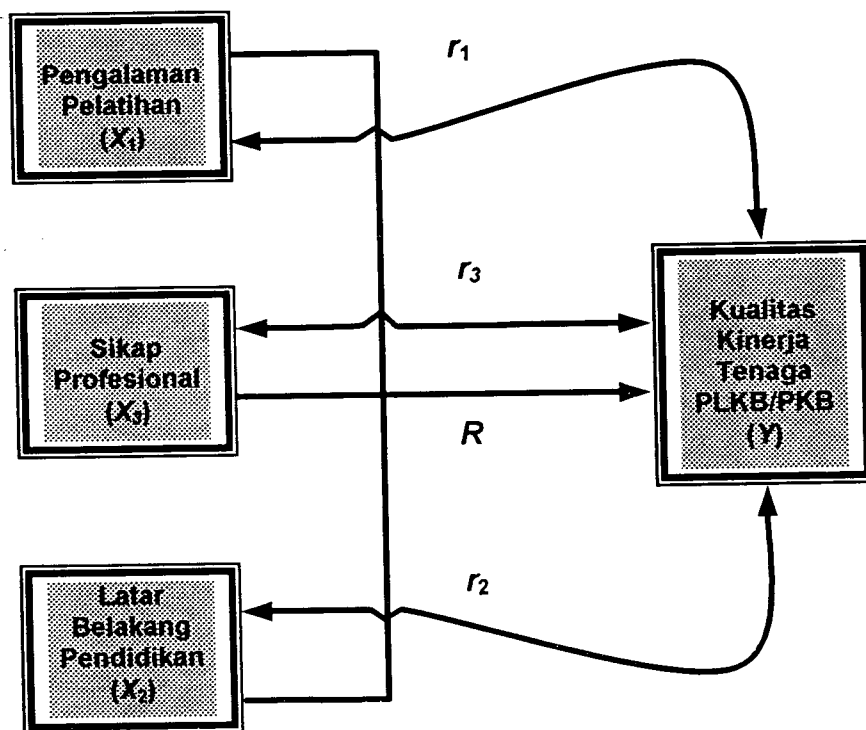 Pengalaman
Pelatihan
(X₁)
r₁
Sikap
Profesional
(X₃)
r₃
R
Kualitas
Kinerja
Tenaga
PLKB/PKB
(Y)
Latar
Belakang
Pendidikan
(X₂)
r₂